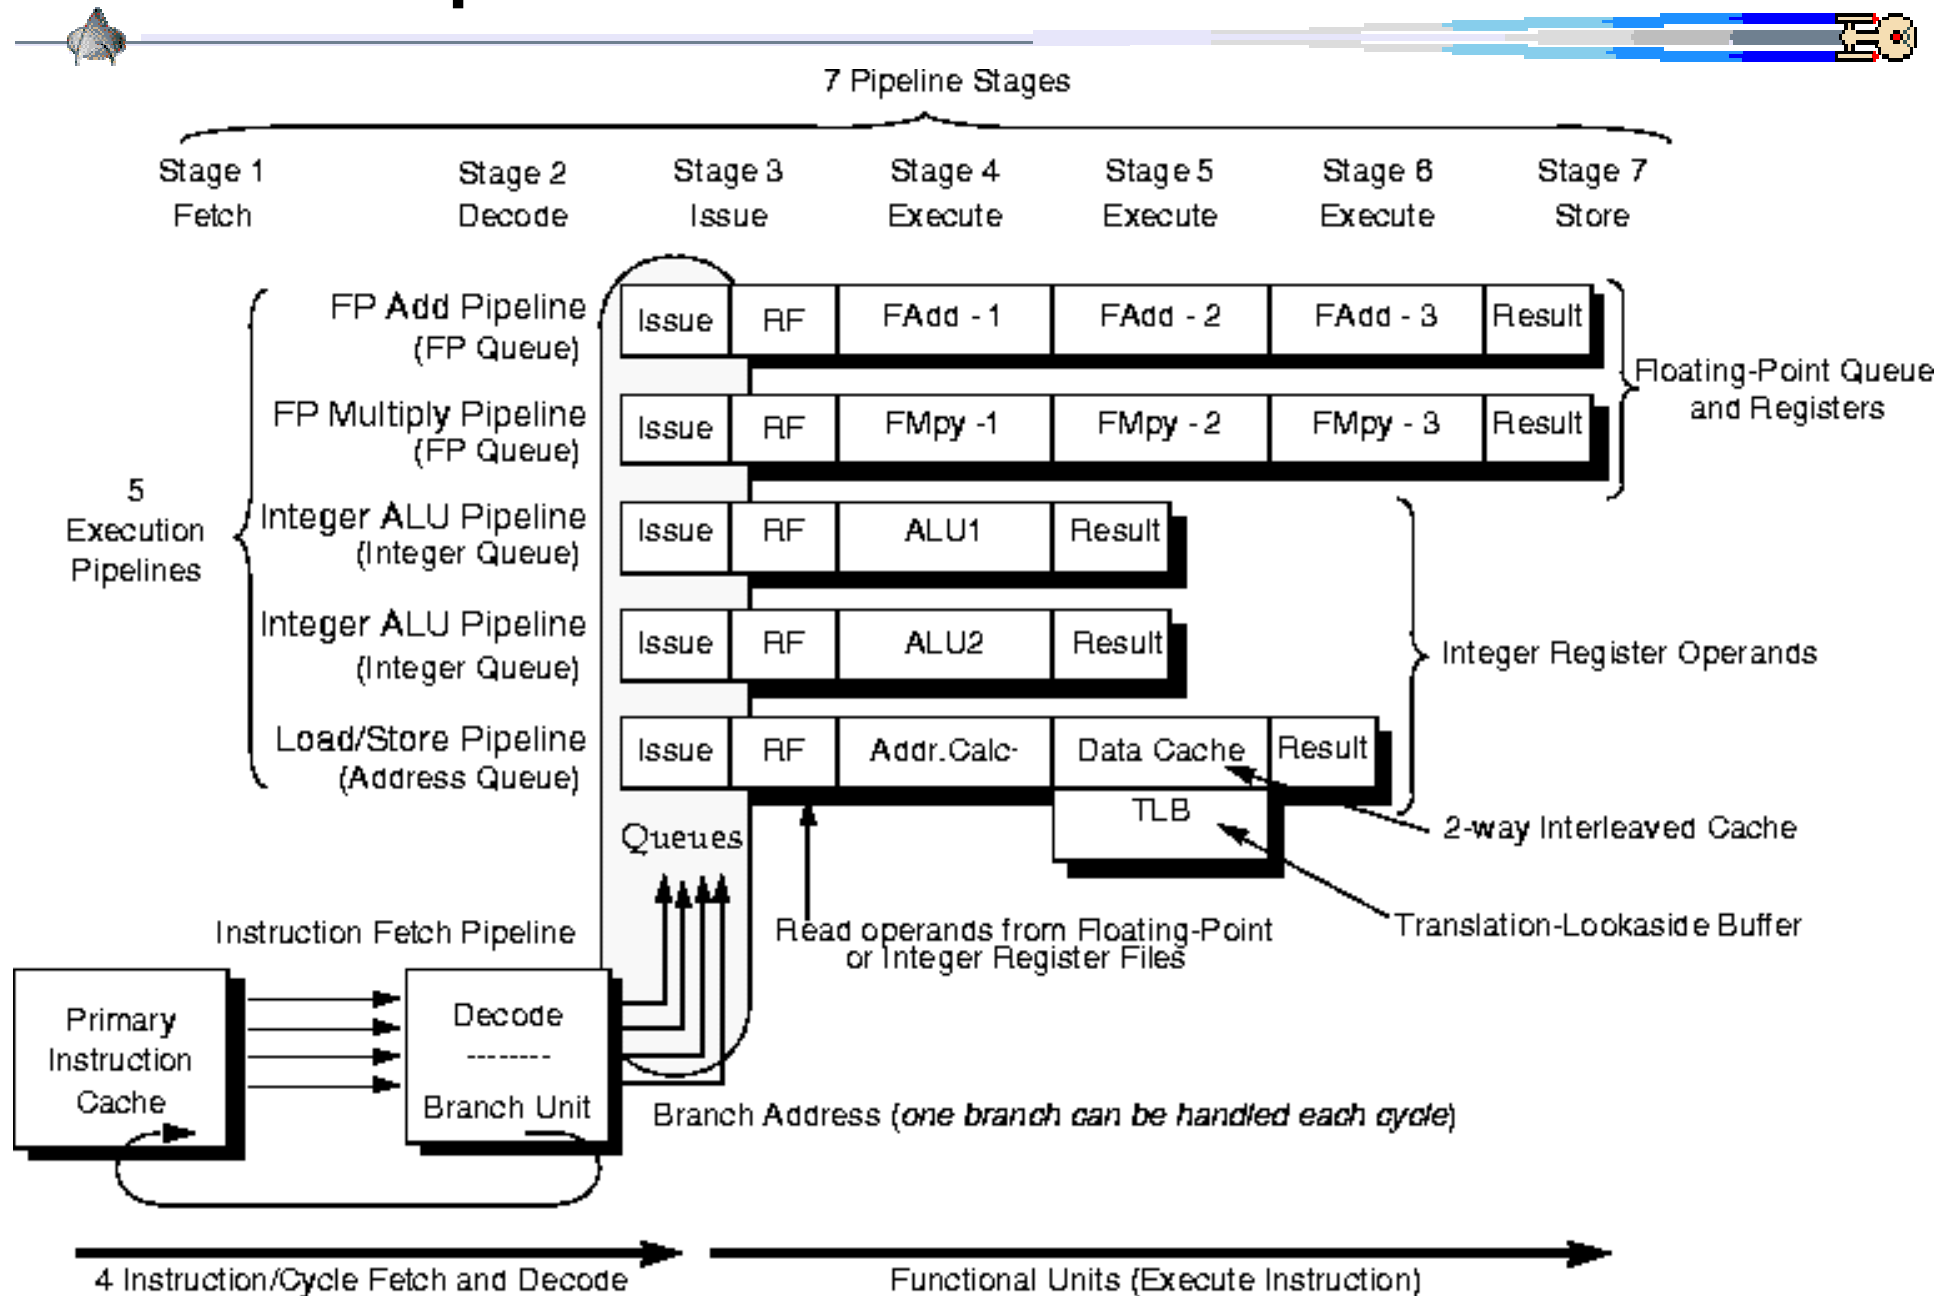 7 Pipeline Stages
Stage 1 Stage 2 Stage 3 Stage 4 Stage 5 Stage 6 Stage 7
Fetch Decode Issue Execute Execute Execute Store
FP Add Pipeline
(FP Queue)
Issue RF FAdd - 1 FAdd - 2 FAdd - 3 Result
Floating-Point Queue
and Registers
FP Multiply Pipeline
(FP Queue)
Issue RF FMpy -1 FMpy - 2 FMpy - 3 Result
5
Execution
Pipelines
Integer ALU Pipeline
(Integer Queue)
Issue RF ALU1 Result
Integer ALU Pipeline
(Integer Queue)
Issue RF ALU2 Result
Integer Register Operands
Load/Store Pipeline
(Address Queue)
Issue RF Addr.Calc- Data Cache Result
TLB
2-way Interleaved Cache
Queues
Translation-Lookaside Buffer
Read operands from Floating-Point
or Integer Register Files
Instruction Fetch Pipeline
Primary
Instruction
Cache
Decode
--------
Branch Unit
Branch Address (one branch can be handled each cycle)
4 Instruction/Cycle Fetch and Decode
Functional Units (Execute Instruction)